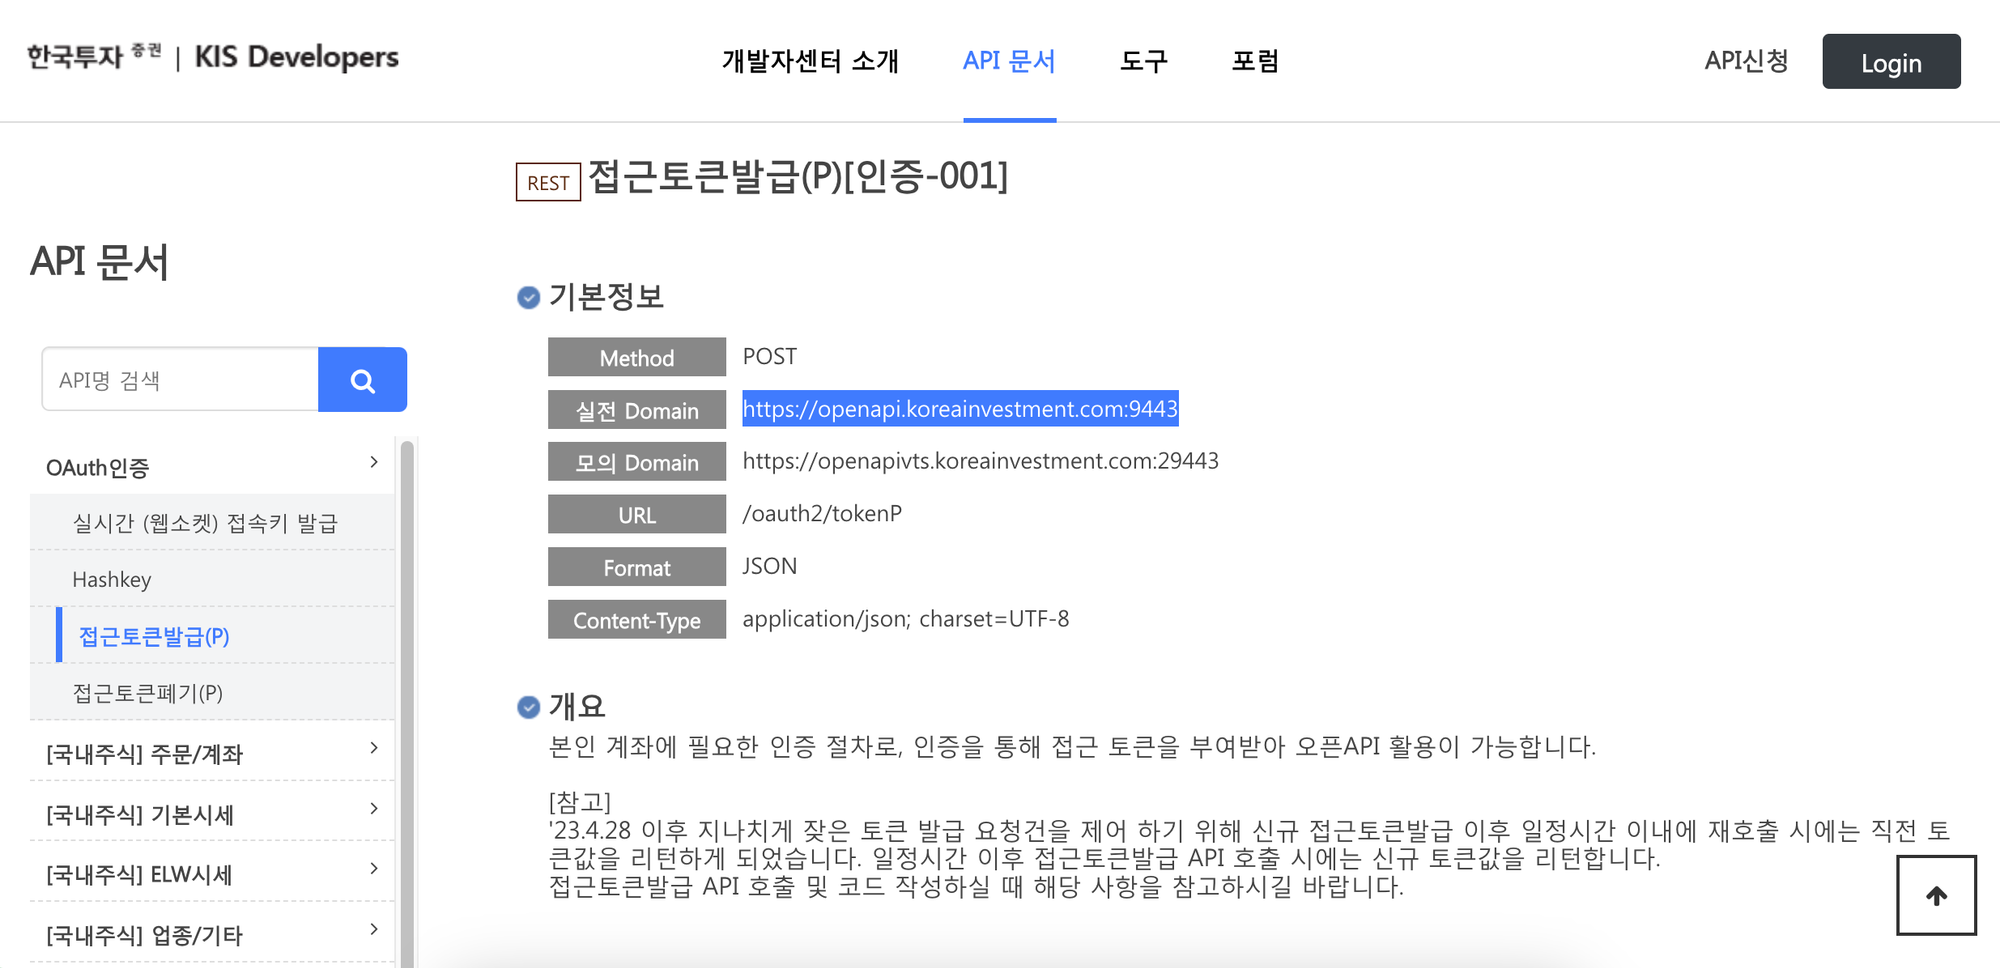 한국투자 증권 | KIS Developers
개발자센터 소개
API 문서
도구
포럼
API신청
Login
API 문서
API명 검색
OAuth인증
실시간 (웹소켓) 접속키 발급
Hashkey
접근토큰발급(P)
접근토큰폐기(P)
[국내주식] 주문/계좌
[국내주식] 기본시세
[국내주식] ELW시세
[국내주식] 업종/기타
REST 접근토큰발급(P)[인증-001]
기본정보
Method POST
실전 Domain https://openapi.koreainvestment.com:9443
모의 Domain https://openapivts.koreainvestment.com:29443
URL /oauth2/tokenP
Format JSON
Content-Type application/json; charset=UTF-8
개요
본인 계좌에 필요한 인증 절차로, 인증을 통해 접근 토큰을 부여받아 오픈API 활용이 가능합니다.
[참고]
'23.4.28 이후 지나치게 잦은 토큰 발급 요청건을 제어 하기 위해 신규 접근토큰발급 이후 일정시간 이내에 재호출 시에는 직전 토
큰값을 리턴하게 되었습니다. 일정시간 이후 접근토큰발급 API 호출 시에는 신규 토큰값을 리턴합니다.
접근토큰발급 API 호출 및 코드 작성하실 때 해당 사항을 참고하시길 바랍니다.